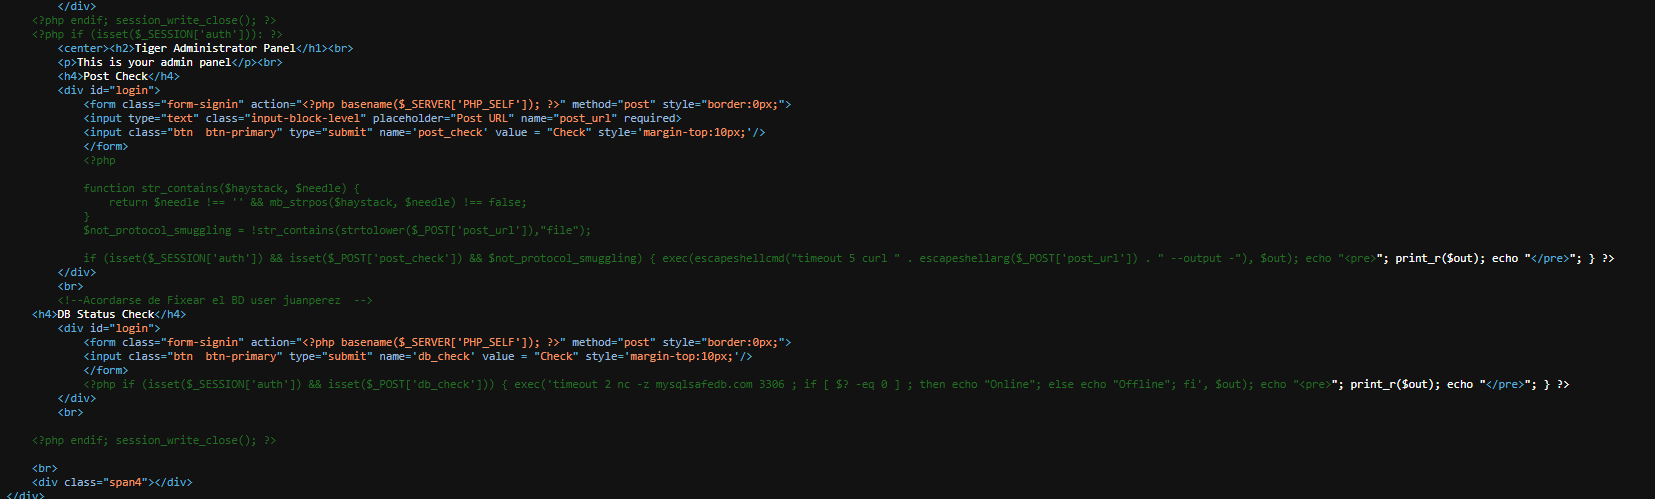 </div>
<?php endif; session_write_close(); ?>
<?php if (isset($_SESSION['auth'])): ?>
<center><h2>Tiger Administrator Panel</h1><br>
<p>This is your admin panel</p><br>
<h4>Post Check</h4>
<div id="login">
<form class="form-signin" action="<?php basename($_SERVER['PHP_SELF']); ?>" method="post" style="border:0px;">
<input type="text" class="input-block-level" placeholder="Post URL" name="post_url" required>
<input class="btn  btn-primary" type="submit" name='post_check' value = "Check" style='margin-top:10px;'/>
</form>
<?php
function str_contains($haystack, $needle) {
return $needle !== '' && mb_strpos($haystack, $needle) !== false;
}
$not_protocol_smuggling = !str_contains(strtolower($_POST['post_url']),"file");
if (isset($_SESSION['auth']) && isset($_POST['post_check']) && $not_protocol_smuggling) { exec(escapeshellcmd("timeout 5 curl " . escapeshellarg($_POST['post_url']) . " --output -"), $out); echo "<pre>"; print_r($out); echo "</pre>"; } ?>
</div>
<br>
<!--Acordarse de Fixear el BD user juanperez  -->
<h4>DB Status Check</h4>
<div id="login">
<form class="form-signin" action="<?php basename($_SERVER['PHP_SELF']); ?>" method="post" style="border:0px;">
<input class="btn  btn-primary" type="submit" name='db_check' value = "Check" style='margin-top:10px;'/>
</form>
<?php if (isset($_SESSION['auth']) && isset($_POST['db_check'])) { exec('timeout 2 nc -z mysqlsafedb.com 3306 ; if [ $? -eq 0 ] ; then echo "Online"; else echo "Offline"; fi', $out); echo "<pre>"; print_r($out); echo "</pre>"; } ?>
</div>
<br>
<?php endif; session_write_close(); ?>
<br>
<div class="span4"></div>
</div>